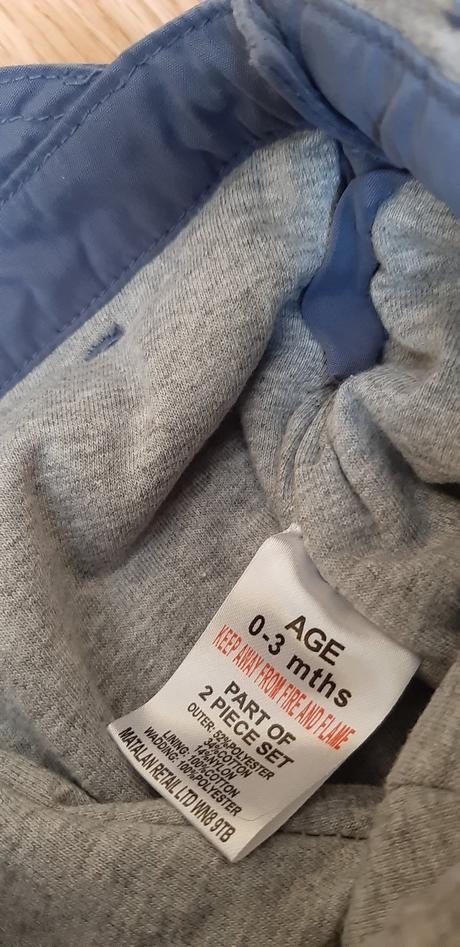 AGE
0-3 mths
KEEP AWAY FROM FIRE AND FLAME
PART OF
2 PIECE SET
OUTER: 52%POLYESTER
34%COTTON
14%NYLON
LINING: 100%COTTON
WADDING: 100%POLYESTER
MATALAN RETAIL LTD WN8 9TB